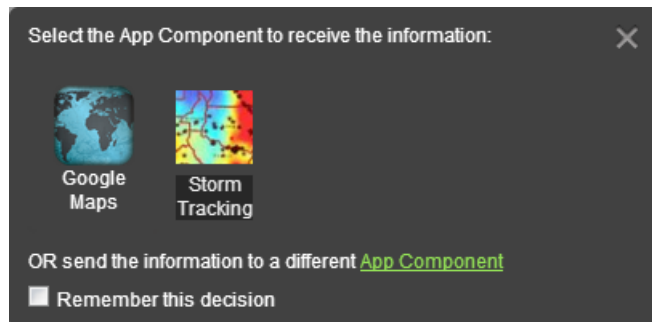 Select the App Component to receive the information:
Google
Maps
Storm
Tracking
OR send the information to a different App Component
Remember this decision